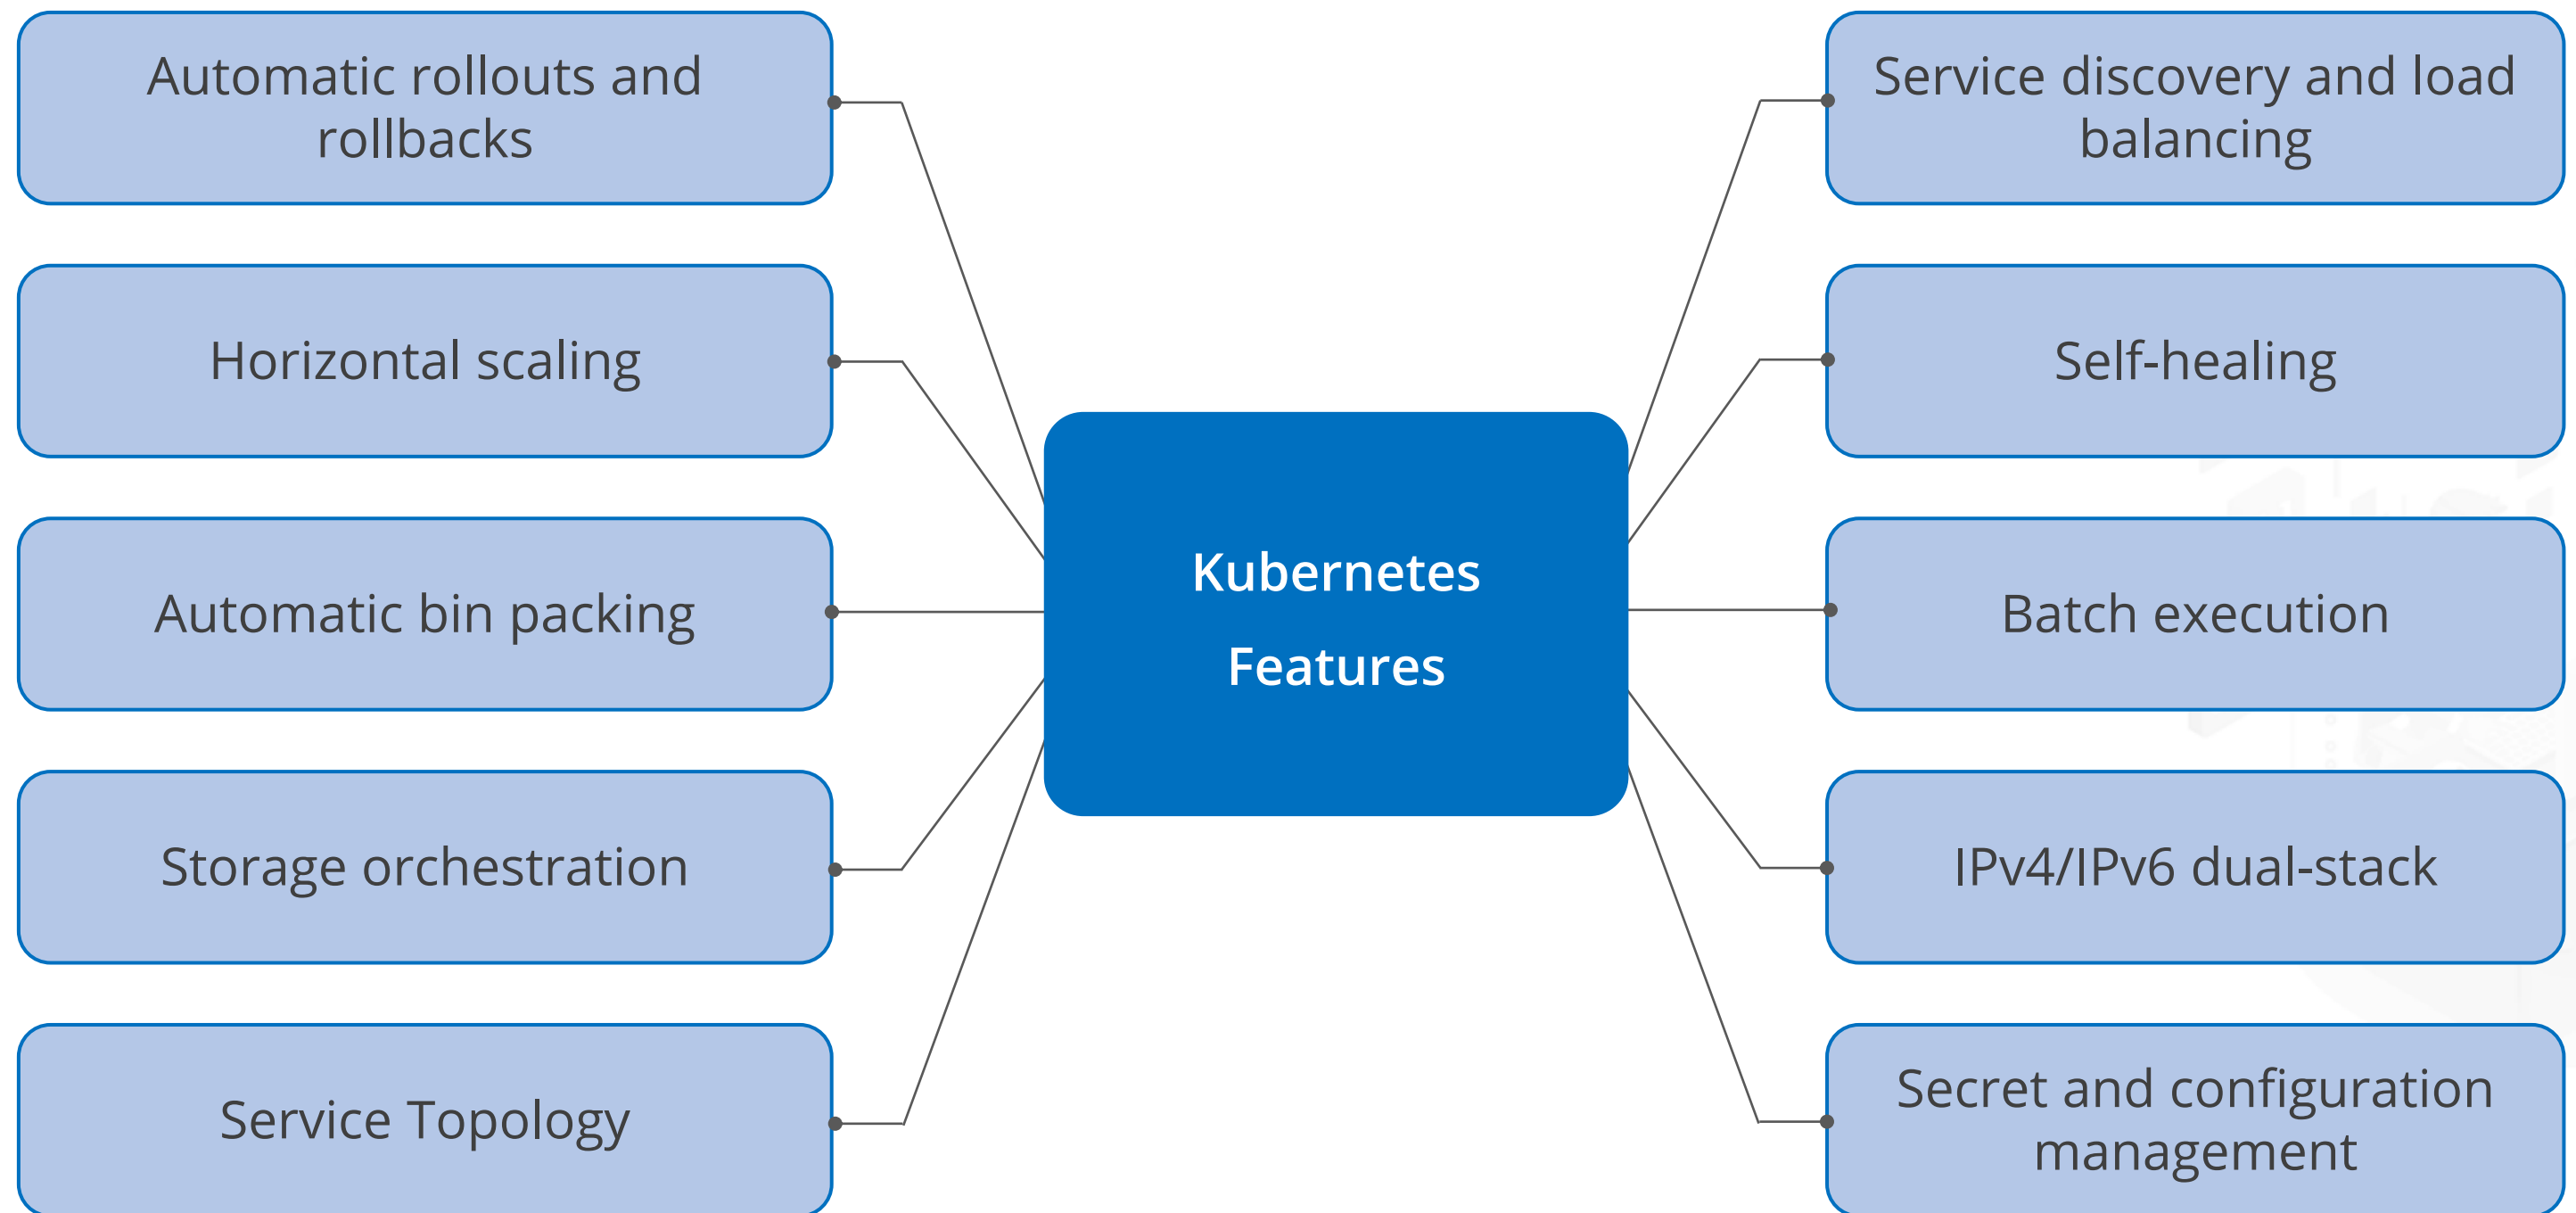 Automatic rollouts and
rollbacks
Horizontal scaling
Automatic bin packing
Storage orchestration
Service Topology
Kubernetes
Features
Service discovery and load
balancing
Self-healing
Batch execution
IPv4/IPv6 dual-stack
Secret and configuration
management